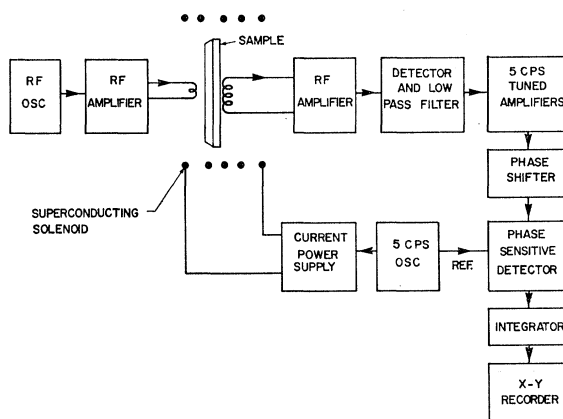 SAMPLE
RF
OSC
RF
AMPLIFIER
RF
AMPLIFIER
DETECTOR
AND LOW
PASS FILTER
5 CPS
TUNED
AMPLIFIERS
PHASE
SHIFTER
SUPERCONDUCTING
SOLENOID
CURRENT
POWER
SUPPLY
5 CPS
OSC
REF.
PHASE
SENSITIVE
DETECTOR
INTEGRATOR
X-Y
RECORDER